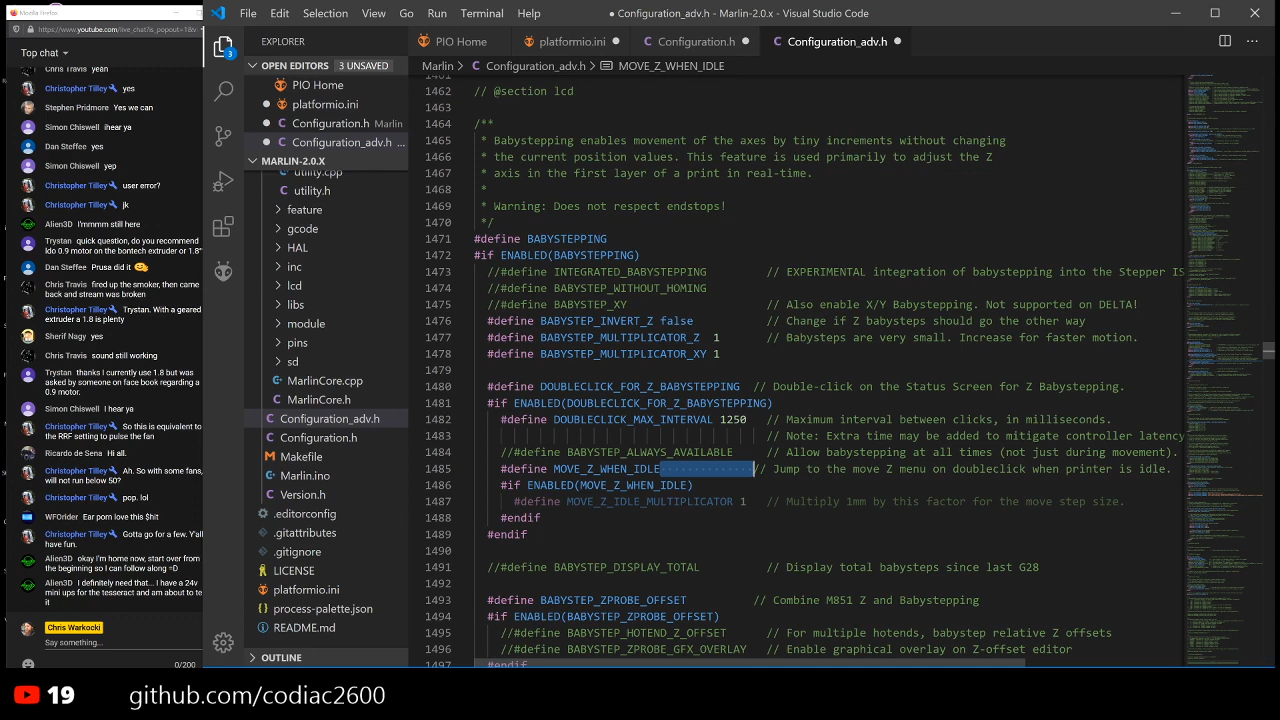 Mozilla Firefox
https://www.youtube.com/live_chat?is_popout=1&v
Top chat
Chris Travis yeah
Christopher Tilley yes
Stephen Pridmore Yes we can
Simon Chiswell ihear ya
Dan Steffee yes
Simon Chiswell yep
Christopher Tilley user error?
Christopher Tilley jk
Alien3D I'mmmm still here
Trystan quick question, do you recommend
ldo 0.9 motor on the bontech extruder or 1.8°
Dan Steffee Prusa did it
Chris Travis fired up the smoker, then came
back and stream was broken
Christopher Tilley Trystan. With a geared
extruder a 1.8 is plenty
Sherif Nagy yes
Chris Travis sound still working
Trystan thanks I currently use 1.8 but was
asked by someone on face book regarding a
0.9 motor.
Simon Chiswell I hear ya
Christopher Tilley So this is equivalent to
the RRF setting to pulse the fan
Ricardo de Sena Hi all.
Christopher Tilley Ah. So with some fans,
will not run below 50?
Christopher Tilley pop. lol
WFOrider Ear porn love this $hit
Christopher Tilley Gotta go for a few. Y'all
have fun.
Alien3D okay I'm home now, start over from
the beginning so I can follow along =D
Alien3D I definitely need that... I have a 24v
mini ups for the tesseract and am about to te
it
Chris Warkocki
Say something...
0/200
File Edit Selection View Go Run Terminal Help
● Configuration_adv.h - Marlin-2.0.x - Visual Studio Code
EXPLORER
OPEN EDITORS 3 UNSAVED
PIO Home
platformio.ini
Configuration.h Marlin
Configuration_adv.h ...
MARLIN-2.0.X
utility.cpp
utility.h
feature
gcode
HAL
inc
lcd
libs
module
pins
sd
MarlinCore.cpp
MarlinCore.h
Configuration_adv.h
Configuration.h
Makefile
Marlin.ino
Version.h
.editorconfig
.gitattributes
.gitignore
LICENSE
platformio.ini
process-palette.json
README.md
OUTLINE
3
PIO Home
platformio.ini
Configuration.h
Configuration_adv.h
Marlin > Configuration_adv.h > MOVE_Z_WHEN_IDLE
1461
1462 // @section lcd
1463
1464 /**
1465 * Babystepping enables movement of the axes by tiny increments without changing
1466 * the current position values. This feature is used primarily to adjust the Z
1467 * axis in the first layer of a print in real-time.
1468 *
1469 * Warning: Does not respect endstops!
1470 */
1471 #define BABYSTEPPING
1472 #if ENABLED(BABYSTEPPING)
1473 //#define INTEGRATED_BABYSTEPPING // EXPERIMENTAL integration of babystepping into the Stepper IS
1474 //#define BABYSTEP_WITHOUT_HOMING
1475 //#define BABYSTEP_XY // Also enable X/Y Babystepping. Not supported on DELTA!
1476 #define BABYSTEP_INVERT_Z false // Change if Z babysteps should go the other way
1477 #define BABYSTEP_MULTIPLICATOR_Z 1 // Babysteps are very small. Increase for faster motion.
1478 #define BABYSTEP_MULTIPLICATOR_XY 1
1479
1480 #define DOUBLECLICK_FOR_Z_BABYSTEPPING // Double-click on the Status Screen for Z Babystepping.
1481 #if ENABLED(DOUBLECLICK_FOR_Z_BABYSTEPPING)
1482 #define DOUBLECLICK_MAX_INTERVAL 1250 // Maximum interval between clicks, in milliseconds.
1483 // Note: Extra time may be added to mitigate controller latency
1484 //#define BABYSTEP_ALWAYS_AVAILABLE // Allow babystepping at all times (not just during movement).
1485 #define MOVE_Z_WHEN_IDLE // Jump to the move Z menu on doubleclick when printer is idle.
1486 #if ENABLED(MOVE_Z_WHEN_IDLE)
1487 #define MOVE_Z_IDLE_MULTIPLICATOR 1 // Multiply 1mm by this factor for the move step size.
1488 #endif
1489 #endif
1490
1491 //#define BABYSTEP_DISPLAY_TOTAL // Display total babysteps since last G28
1492
1493 #define BABYSTEP_ZPROBE_OFFSET // Combine M851 Z and Babystepping
1494 #if ENABLED(BABYSTEP_ZPROBE_OFFSET)
1495 //#define BABYSTEP_HOTEND_Z_OFFSET // For multiple hotends, babystep relative Z offsets
1496 //#define BABYSTEP_ZPROBE_GFX_OVERLAY // Enable graphical overlay on Z-offset editor
1497 #endif
19 github.com/codiac2600